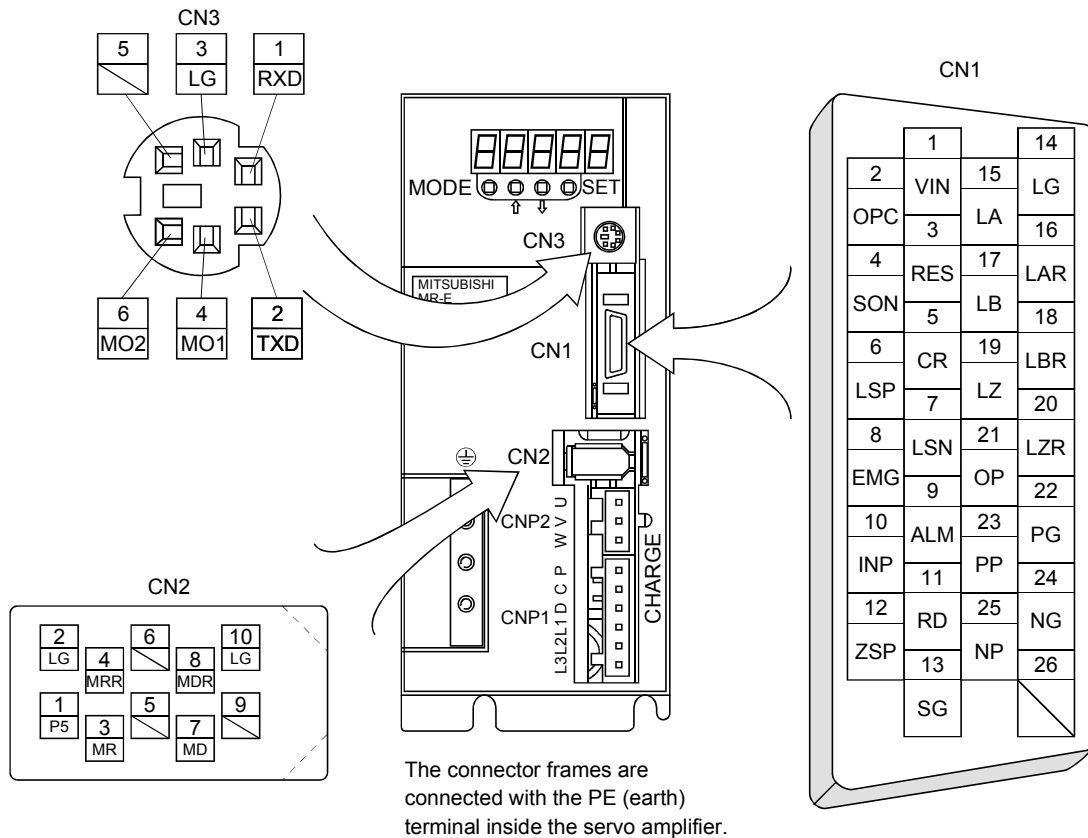 CN3
5
3
LG
1
RXD
6
MO2
4
MO1
2
TXD
MODE
SET
CN3
MITSUBISHI
MR-E
CN1
CN2
CNP2
U
V
W
CNP1
P
C
D
L1
L2
L3
CHARGE
CN2
2
LG
4
MRR
6
8
MDR
10
LG
1
P5
3
MR
5
7
MD
9
The connector frames are
connected with the PE (earth)
terminal inside the servo amplifier.
CN1
1
VIN
14
LG
2
OPC
15
LA
3
RES
16
LAR
4
SON
17
LB
5
CR
18
LBR
6
LSP
19
LZ
7
LSN
20
LZR
8
EMG
21
OP
9
ALM
22
PG
10
INP
23
PP
11
RD
24
NG
12
ZSP
25
NP
13
SG
26